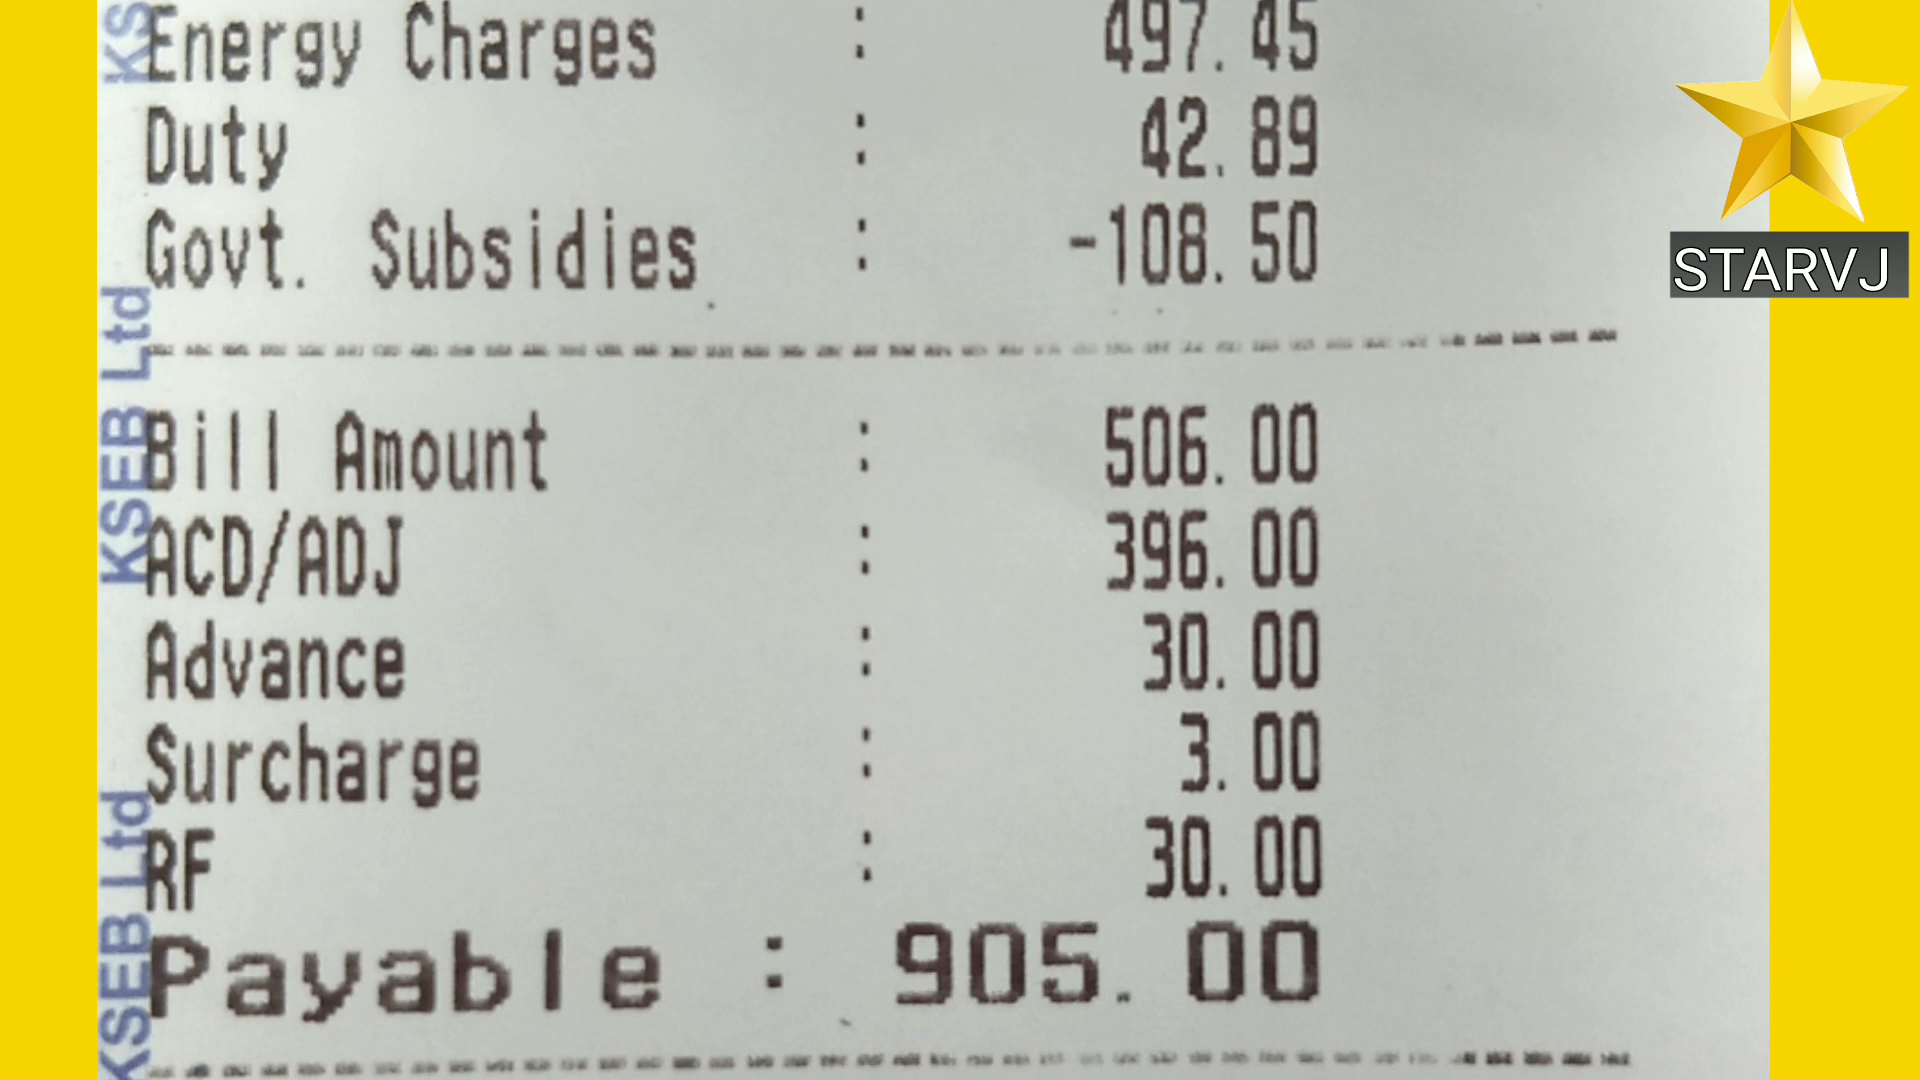 Energy Charges : 497.45
Duty : 42.89
Govt. Subsidies : -108.50
Bill Amount : 506.00
ACD/ADJ : 396.00
Advance : 30.00
Surcharge : 3.00
RF : 30.00
Payable : 905.00
KSEB Ltd
KSEB Ltd
KS
STARVJ